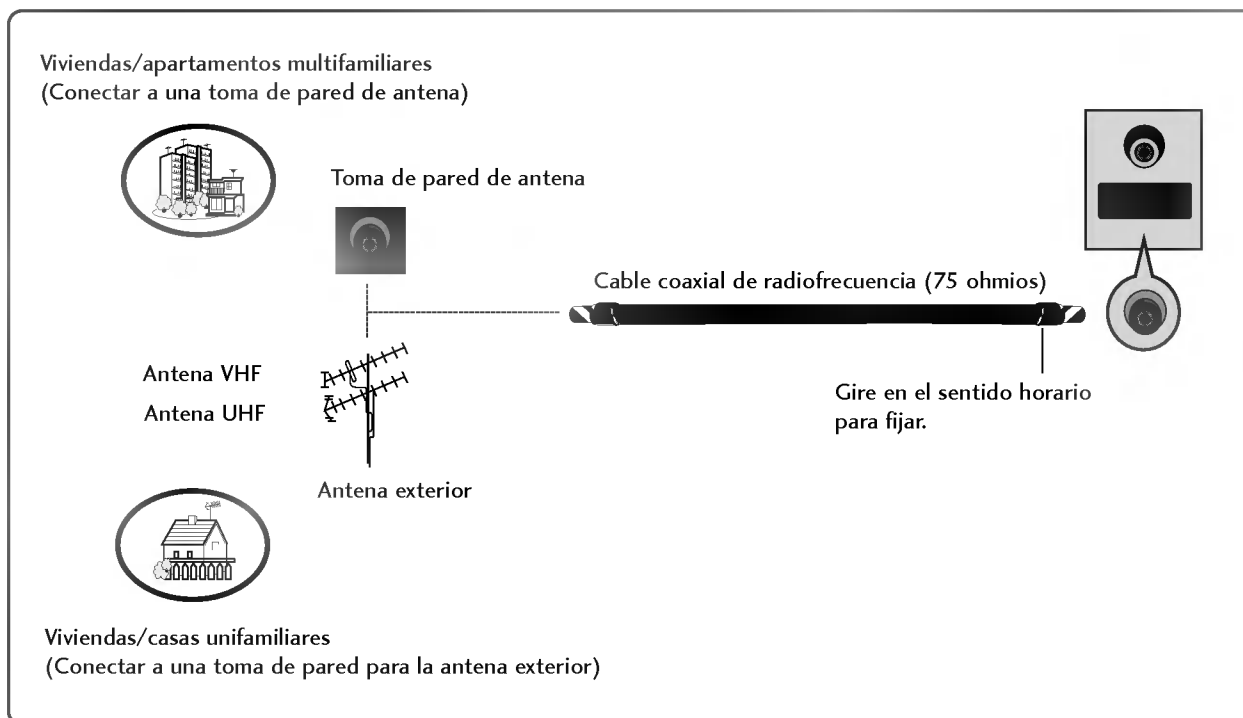 Viviendas/apartamentos multifamiliares
(Conectar a una toma de pared de antena)
Toma de pared de antena
Cable coaxial de radiofrecuencia (75 ohmios)
Antena VHF
Antena UHF
Gire en el sentido horario
para fijar.
Antena exterior
Viviendas/casas unifamiliares
(Conectar a una toma de pared para la antena exterior)